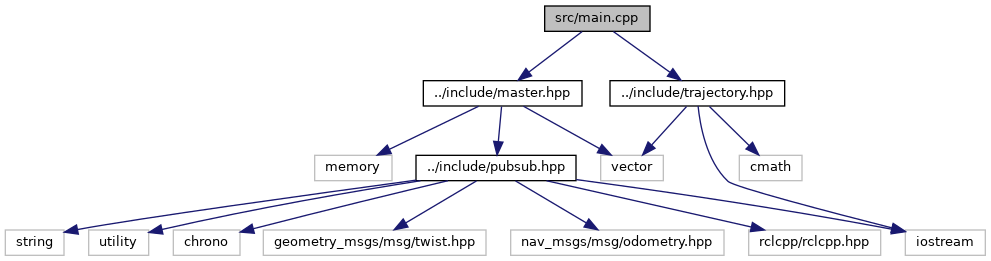 src/main.cpp
../include/master.hpp
../include/trajectory.hpp
memory
../include/pubsub.hpp
vector
cmath
string
utility
chrono
geometry_msgs/msg/twist.hpp
nav_msgs/msg/odometry.hpp
rclcpp/rclcpp.hpp
iostream